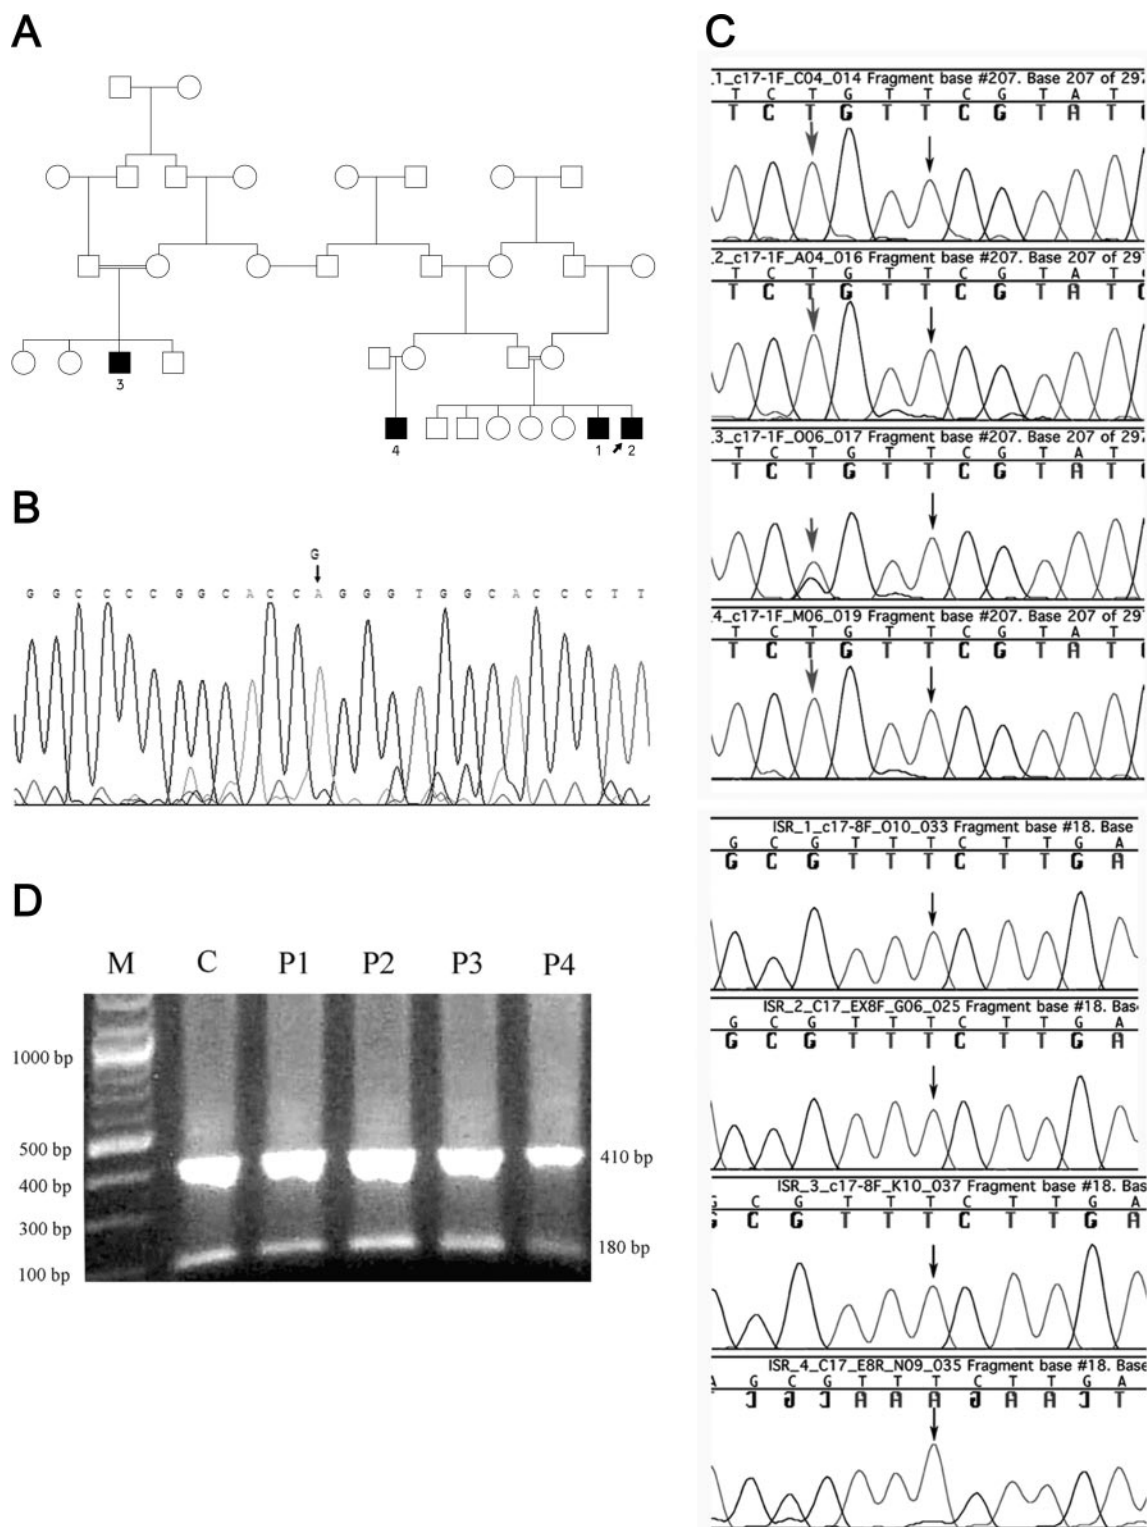 A
3
4
1
2
B
G
G G C C C C G G C A C C A G G G T G G C A C C C T T
C
.1_c17-1F_C04_014 Fragment base #207. Base 207 of 29
T C T G T T C G T A T
T C T G T T C G T A T
.2_c17-1F_A04_016 Fragment base #207. Base 207 of 29
T C T G T T C G T A T
T C T G T T C G T A T C
.3_c17-1F_O06_017 Fragment base #207. Base 207 of 29
T C T G T T C G T A T
T C T G T T C G T A T
.4_c17-1F_M06_019 Fragment base #207. Base 207 of 29
T C T G T T C G T A T
T C T G T T C G T A T
ISR_1_c17-8F_O10_033 Fragment base #18. Base
G C G T T T C T T G A
G C G T T T C T T G A
ISR_2_C17_EX8F_G06_025 Fragment base #18. Bas
G C G T T T C T T G A
G C G T T T C T T G A
ISR_3_c17-8F_K10_037 Fragment base #18. Bas
G C G T T T C T T G A
G C G T T T C T T G A
ISR_4_C17_E8R_N09_035 Fragment base #18. Base
A G C G T T T C T T G A
C G C A A A G A A C T
D
M C P1 P2 P3 P4
1000 bp
500 bp
400 bp
300 bp
100 bp
410 bp
180 bp